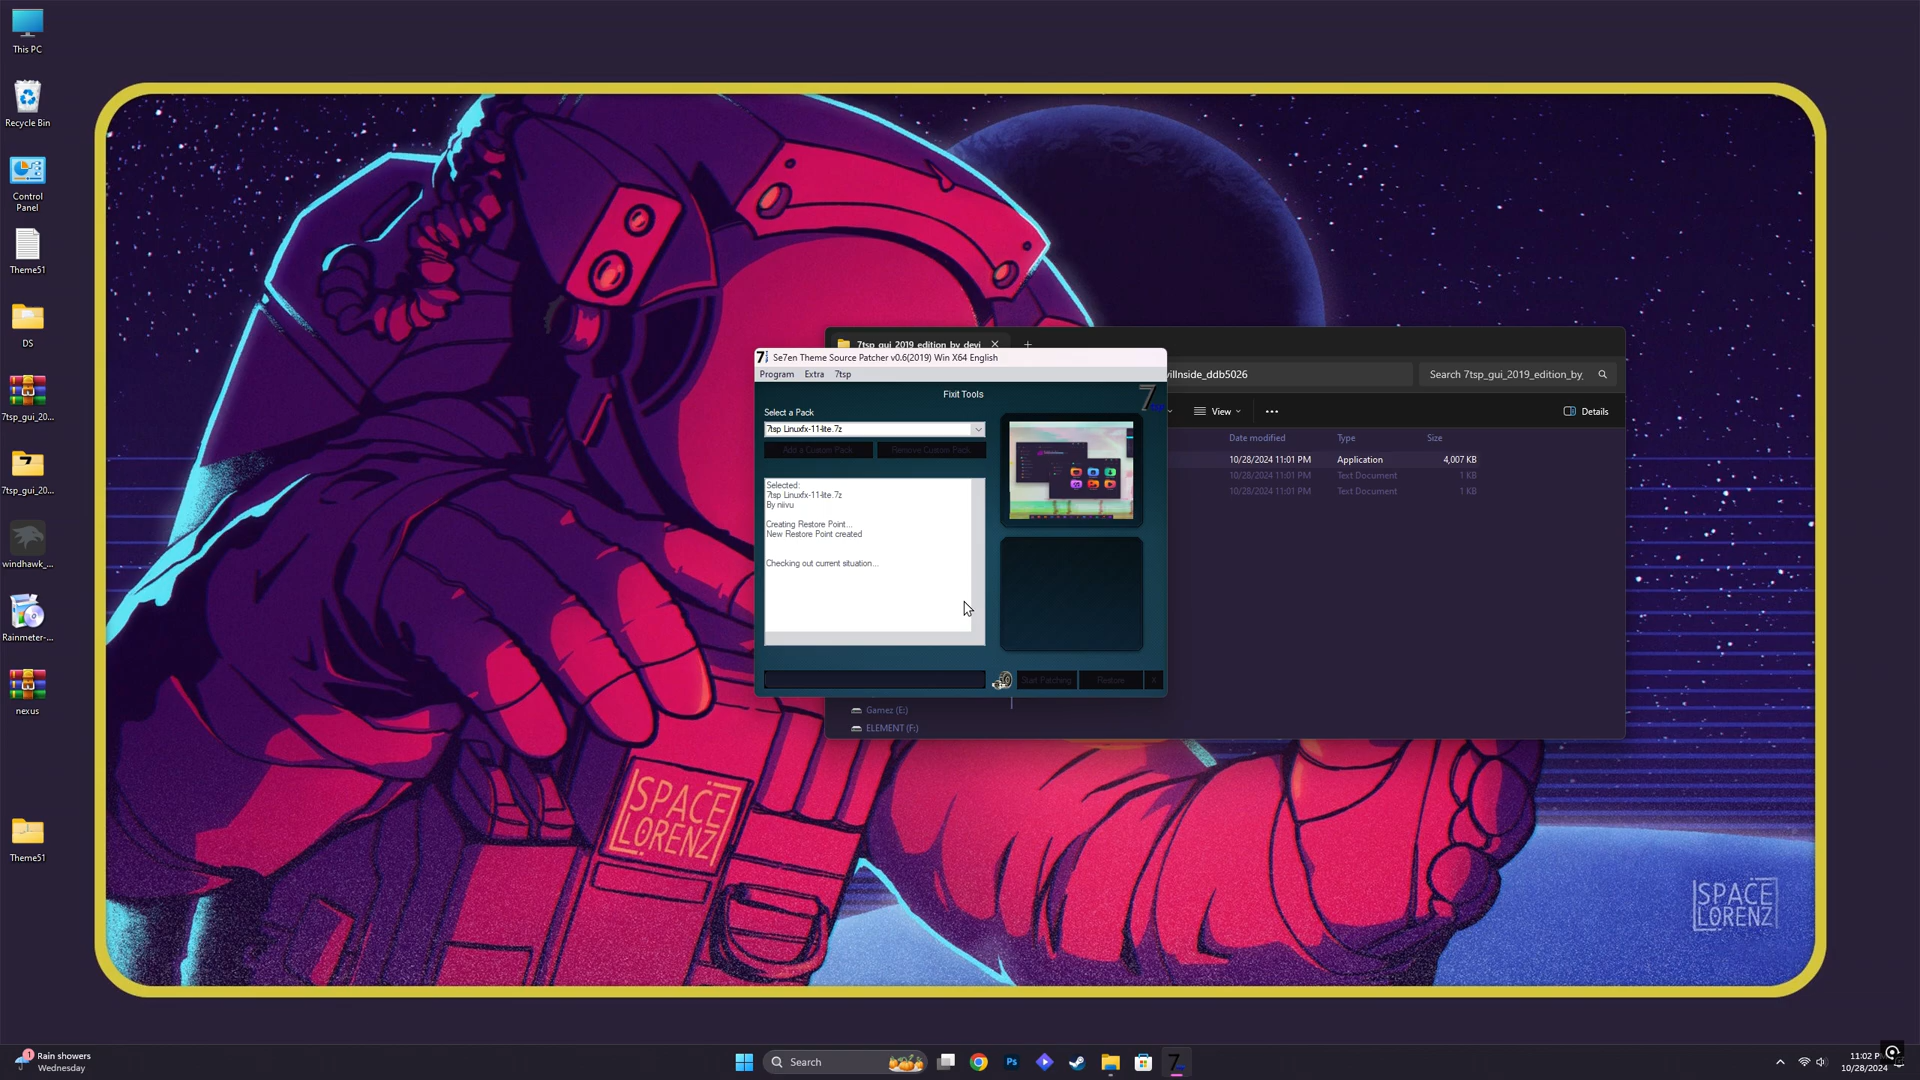 This PC
Recycle Bin
Control
Panel
Theme51
DS
7tsp_gui_20...
7tsp_gui_20...
windhawk_...
Rainmeter-...
nexus
Theme51
7tsp_gui_2019_edition_by_devi
Se7en Theme Source Patcher v0.6(2019) Win X64 English
Program Extra 7tsp
Fixit Tools
Select a Pack
7tsp Linuxfx-11-lite.7z
Add a Custom Pack Remove Custom Pack
Selected:
7tsp Linuxfx-11-lite.7z
By niivu
Creating Restore Point...
New Restore Point created
Checking out current situation...
Start Patching Restore X
illnside_ddb5026
Search 7tsp_gui_2019_edition_by_
View
Details
Date modified Type Size
10/28/2024 11:01 PM Application 4,007 KB
10/28/2024 11:01 PM Text Document 1 KB
10/28/2024 11:01 PM Text Document 1 KB
Gamez (E:)
ELEMENT (F:)
SPACE
LORENZ
SPACE
LORENZ
1
Rain showers
Wednesday
Search
Ps
11:02 P
10/28/2024